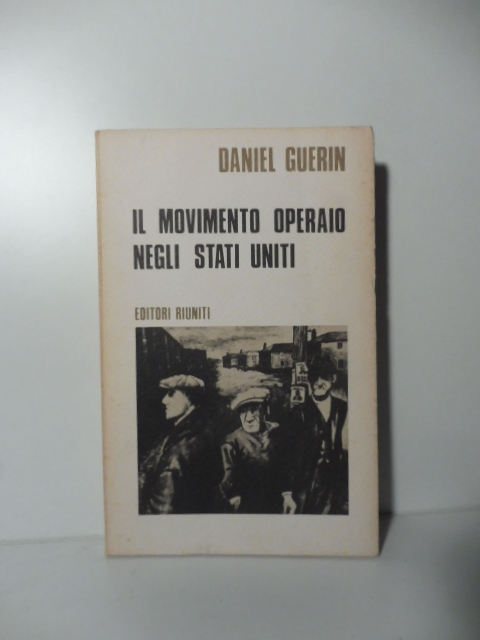 DANIEL GUERIN
IL MOVIMENTO OPERAIO
NEGLI STATI UNITI
EDITORI RIUNITI